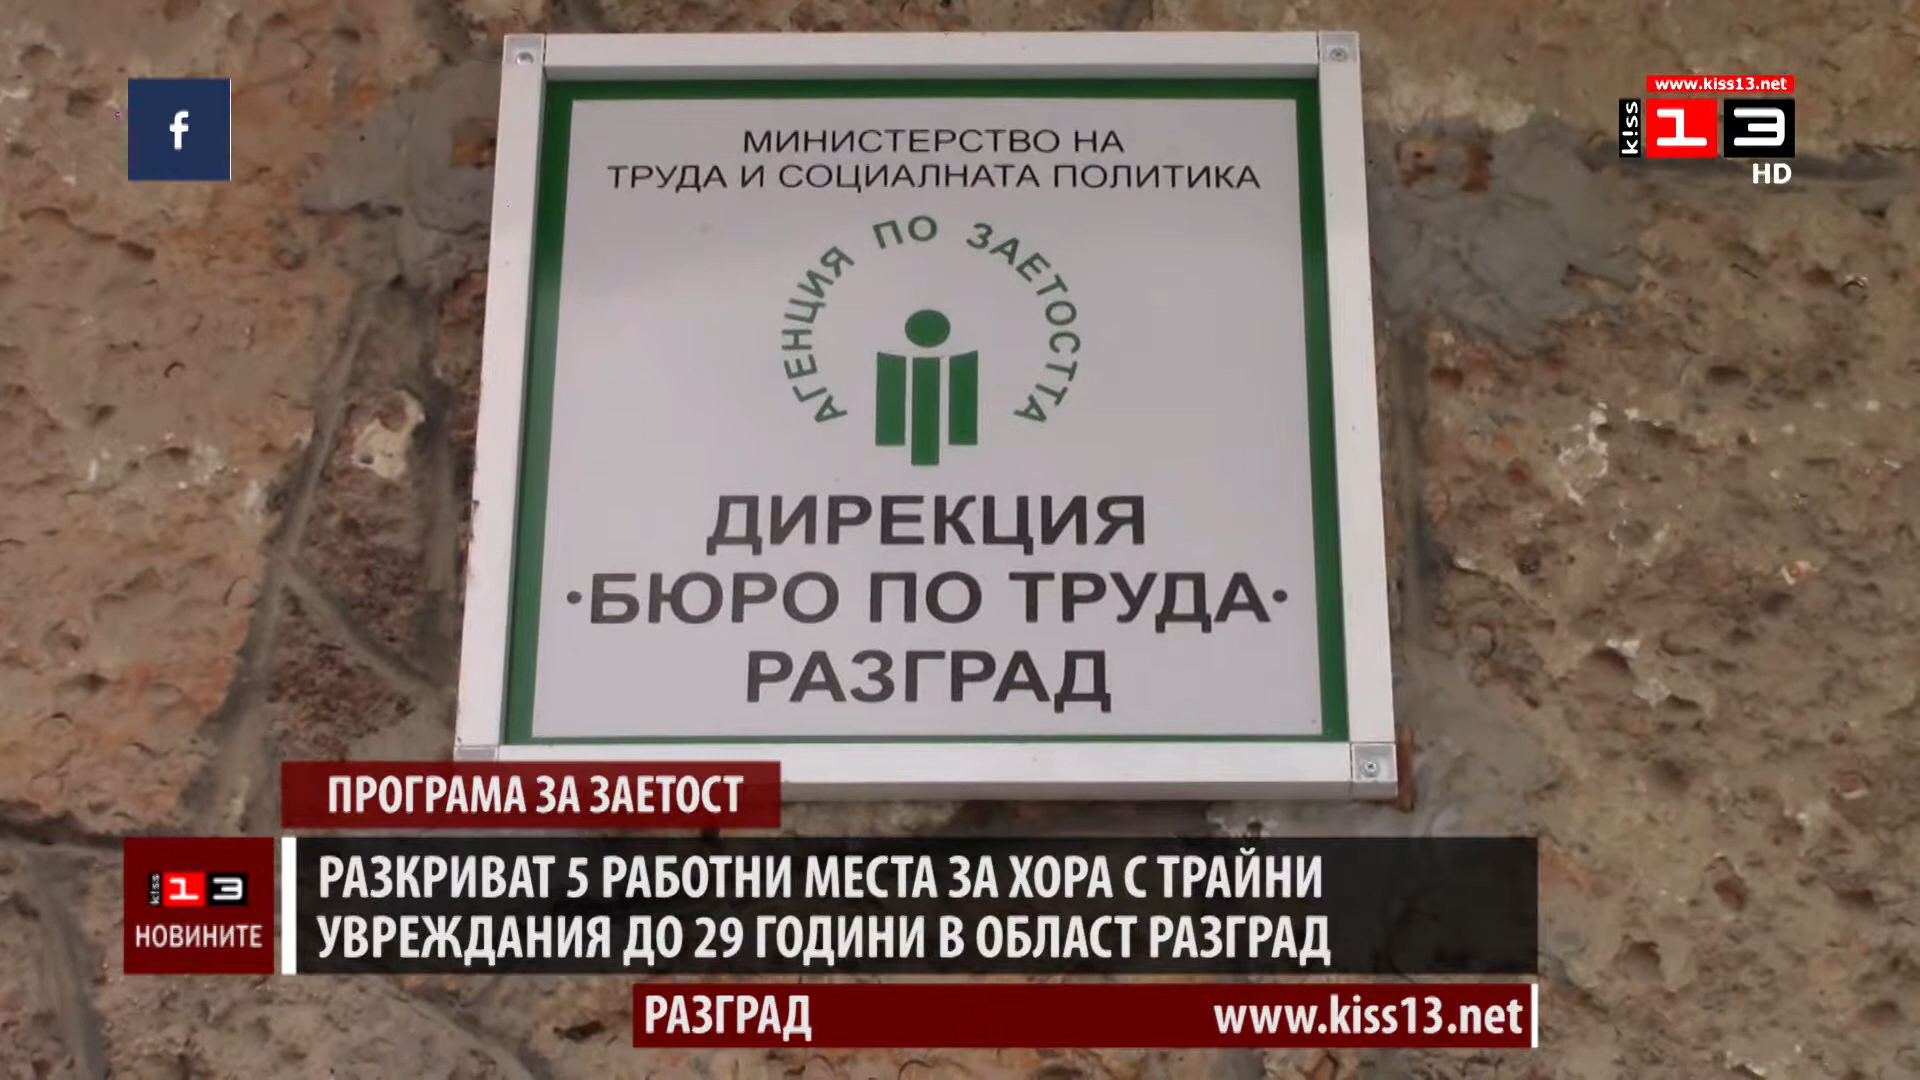 f
www.kiss13.net
kiss 13
HD
МИНИСТЕРСТВО НА
ТРУДА И СОЦИАЛНАТА ПОЛИТИКА
АГЕНЦИЯ ПО ЗАЕТОСТТА
ДИРЕКЦИЯ
•БЮРО ПО ТРУДА•
РАЗГРАД
ПРОГРАМА ЗА ЗАЕТОСТ
kiss 13
НОВИНИТЕ
РАЗКРИВАТ 5 РАБОТНИ МЕСТА ЗА ХОРА С ТРАЙНИ
УВРЕЖДАНИЯ ДО 29 ГОДИНИ В ОБЛАСТ РАЗГРАД
РАЗГРАД
www.kiss13.net